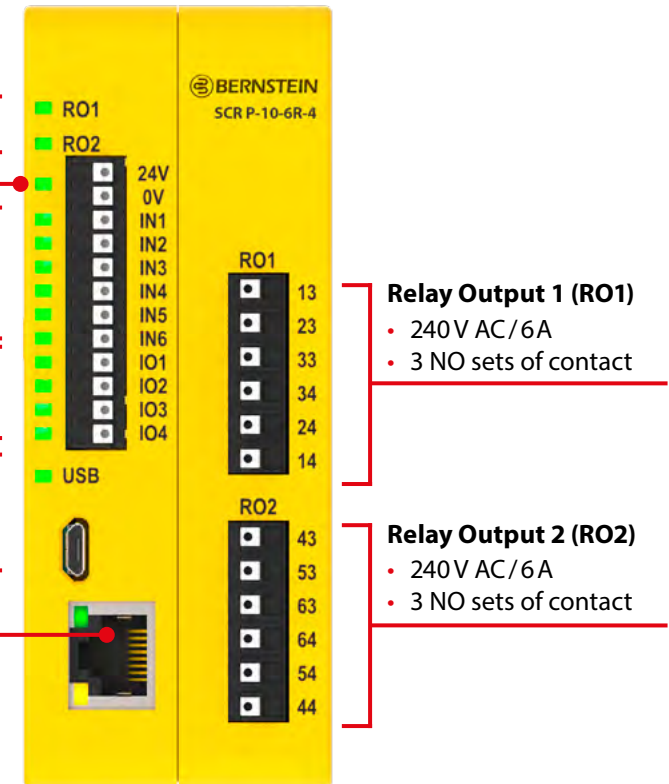 BERNSTEIN
SCR P-10-6R-4
RO1
RO2
24V
0V
IN1
IN2
IN3
IN4
IN5
IN6
IO1
IO2
IO3
IO4
USB
RO1
13
23
33
34
24
14
RO2
43
53
63
64
54
44
Relay Output 1 (RO1)
• 240 V AC/6 A
• 3 NO sets of contact
Relay Output 2 (RO2)
• 240 V AC/6 A
• 3 NO sets of contact